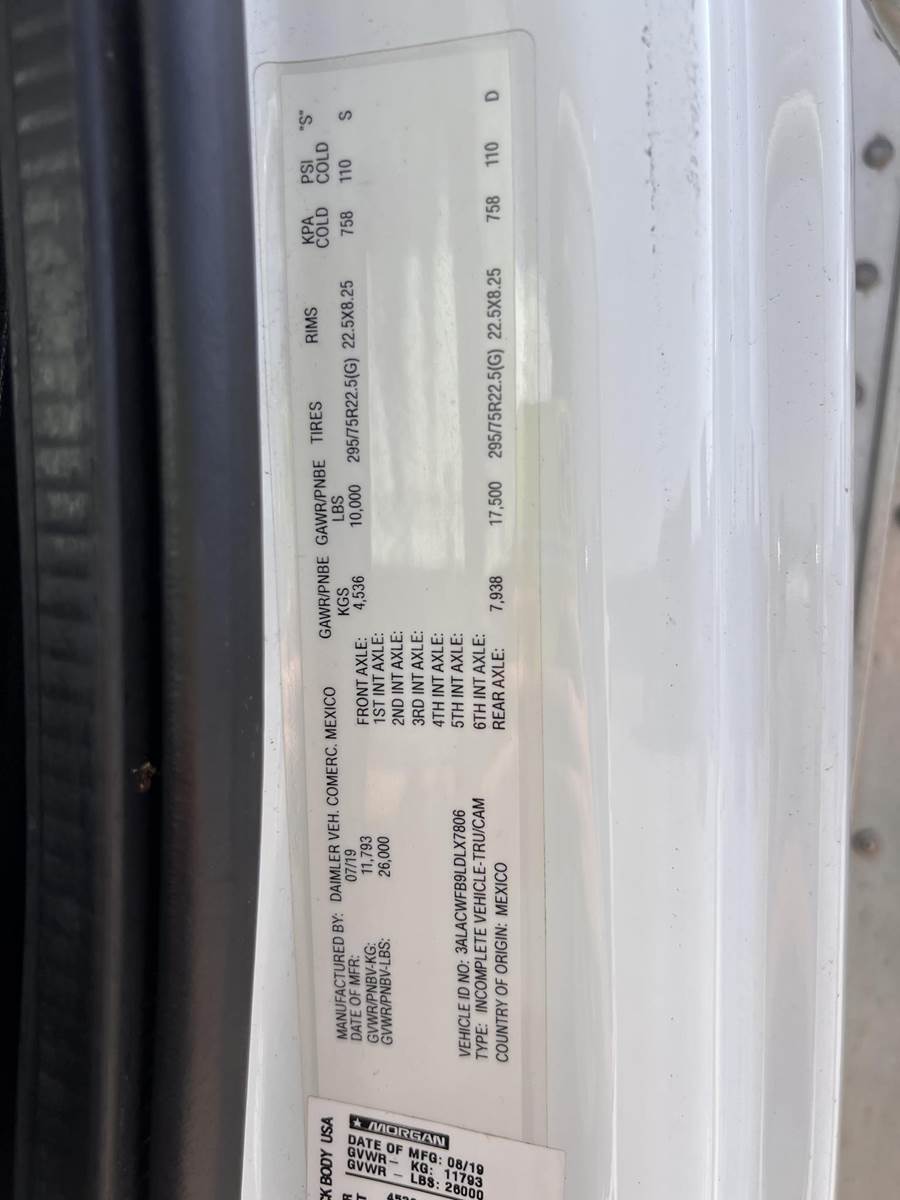 MANUFACTURED BY: DAIMLER VEH. COMERC. MEXICO
DATE OF MFR: 07/19
GVWR/PNBV-KG: 11,793
GVWR/PNBV-LBS: 26,000
VEHICLE ID NO: 3ALACWFB9LDLX7806
TYPE: INCOMPLETE VEHICLE-TRU/CAM
COUNTRY OF ORIGIN: MEXICO
GAWR/PNBE GAWR/PNBE TIRES RIMS KPA PSI "S"
KGS LBS COLD COLD
FRONT AXLE: 4,536 10,000 295/75R22.5(G) 22.5X8.25 758 110 S
1ST INT AXLE:
2ND INT AXLE:
3RD INT AXLE:
4TH INT AXLE:
5TH INT AXLE:
6TH INT AXLE:
REAR AXLE: 7,938 17,500 295/75R22.5(G) 22.5X8.25 758 110 D
CK BODY USA
MORGAN
DATE OF MFG: 08/19
GVWR - KG: 11793
GVWR - LBS: 26000